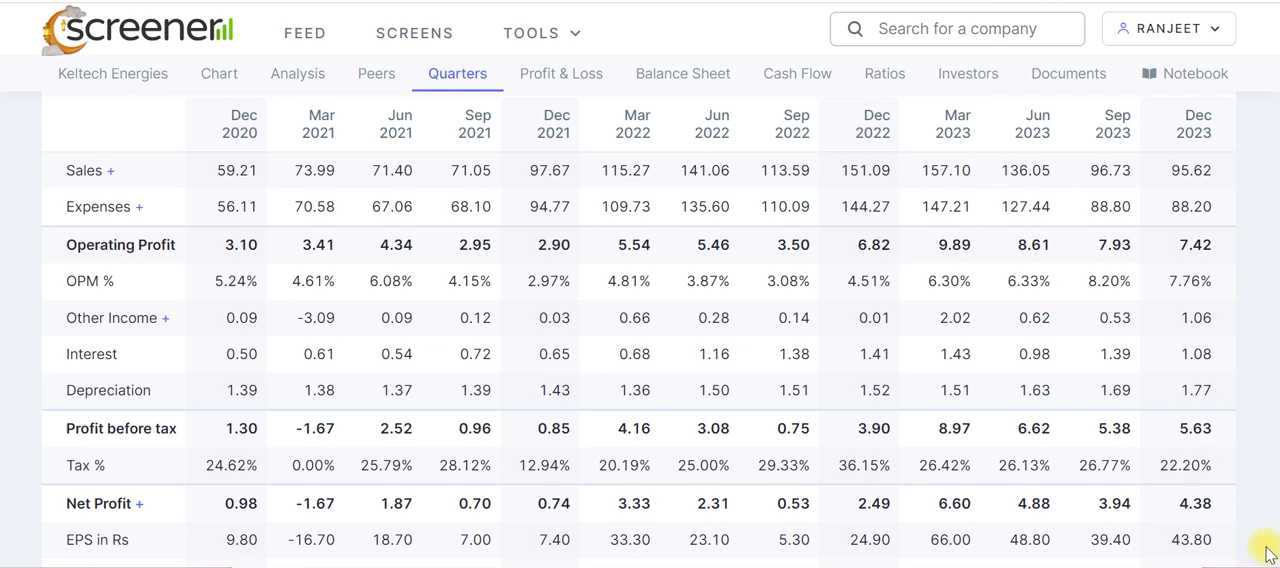 screener
FEED SCREENS TOOLS
Search for a company
RANJEET
Keltech Energies Chart Analysis Peers Quarters Profit & Loss Balance Sheet Cash Flow Ratios Investors Documents Notebook
Dec 2020 Mar 2021 Jun 2021 Sep 2021 Dec 2021 Mar 2022 Jun 2022 Sep 2022 Dec 2022 Mar 2023 Jun 2023 Sep 2023 Dec 2023
Sales + 59.21 73.99 71.40 71.05 97.67 115.27 141.06 113.59 151.09 157.10 136.05 96.73 95.62
Expenses + 56.11 70.58 67.06 68.10 94.77 109.73 135.60 110.09 144.27 147.21 127.44 88.80 88.20
Operating Profit 3.10 3.41 4.34 2.95 2.90 5.54 5.46 3.50 6.82 9.89 8.61 7.93 7.42
OPM % 5.24% 4.61% 6.08% 4.15% 2.97% 4.81% 3.87% 3.08% 4.51% 6.30% 6.33% 8.20% 7.76%
Other Income + 0.09 -3.09 0.09 0.12 0.03 0.66 0.28 0.14 0.01 2.02 0.62 0.53 1.06
Interest 0.50 0.61 0.54 0.72 0.65 0.68 1.16 1.38 1.41 1.43 0.98 1.39 1.08
Depreciation 1.39 1.38 1.37 1.39 1.43 1.36 1.50 1.51 1.52 1.51 1.63 1.69 1.77
Profit before tax 1.30 -1.67 2.52 0.96 0.85 4.16 3.08 0.75 3.90 8.97 6.62 5.38 5.63
Tax % 24.62% 0.00% 25.79% 28.12% 12.94% 20.19% 25.00% 29.33% 36.15% 26.42% 26.13% 26.77% 22.20%
Net Profit + 0.98 -1.67 1.87 0.70 0.74 3.33 2.31 0.53 2.49 6.60 4.88 3.94 4.38
EPS in Rs 9.80 -16.70 18.70 7.00 7.40 33.30 23.10 5.30 24.90 66.00 48.80 39.40 43.80